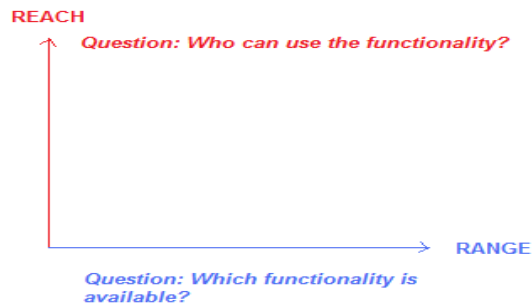 REACH
Question: Who can use the functionality?
RANGE
Question: Which functionality is
available?